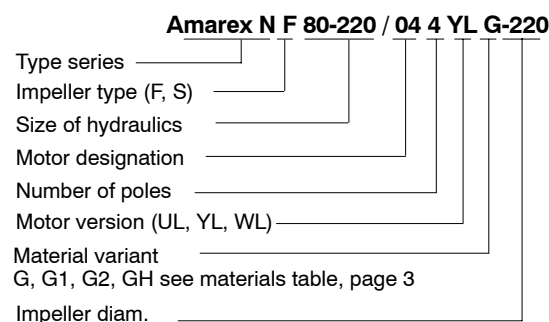 Amarex N F 80-220 / 04 4 YL G-220
Type series
Impeller type (F, S)
Size of hydraulics
Motor designation
Number of poles
Motor version (UL, YL, WL)
Material variant
G, G1, G2, GH see materials table, page 3
Impeller diam.